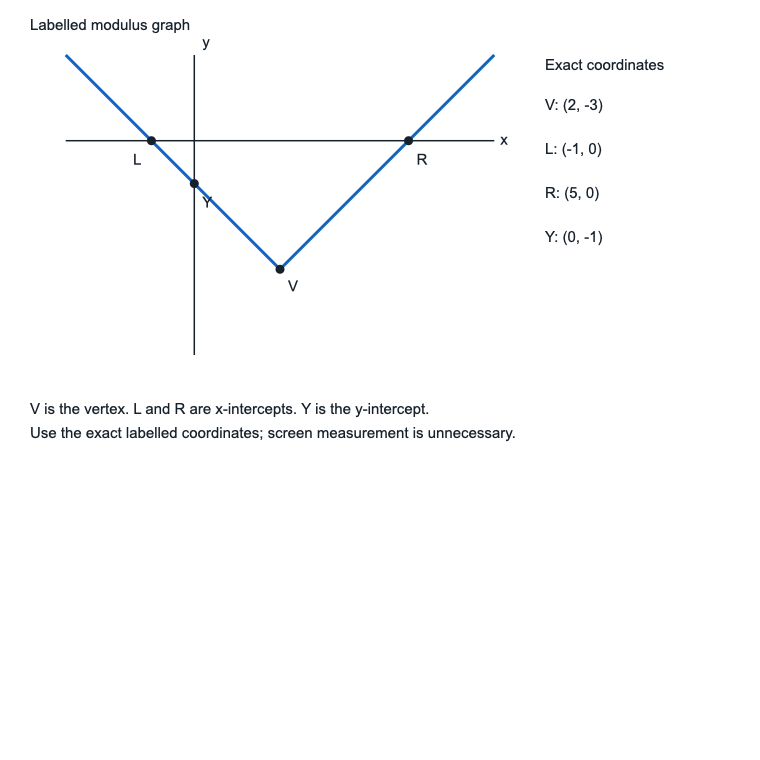 Labelled modulus graph
y
x
L
R
Y
V
Exact coordinates
V: (2, -3)
L: (-1, 0)
R: (5, 0)
Y: (0, -1)
V is the vertex. L and R are x-intercepts. Y is the y-intercept.
Use the exact labelled coordinates; screen measurement is unnecessary.